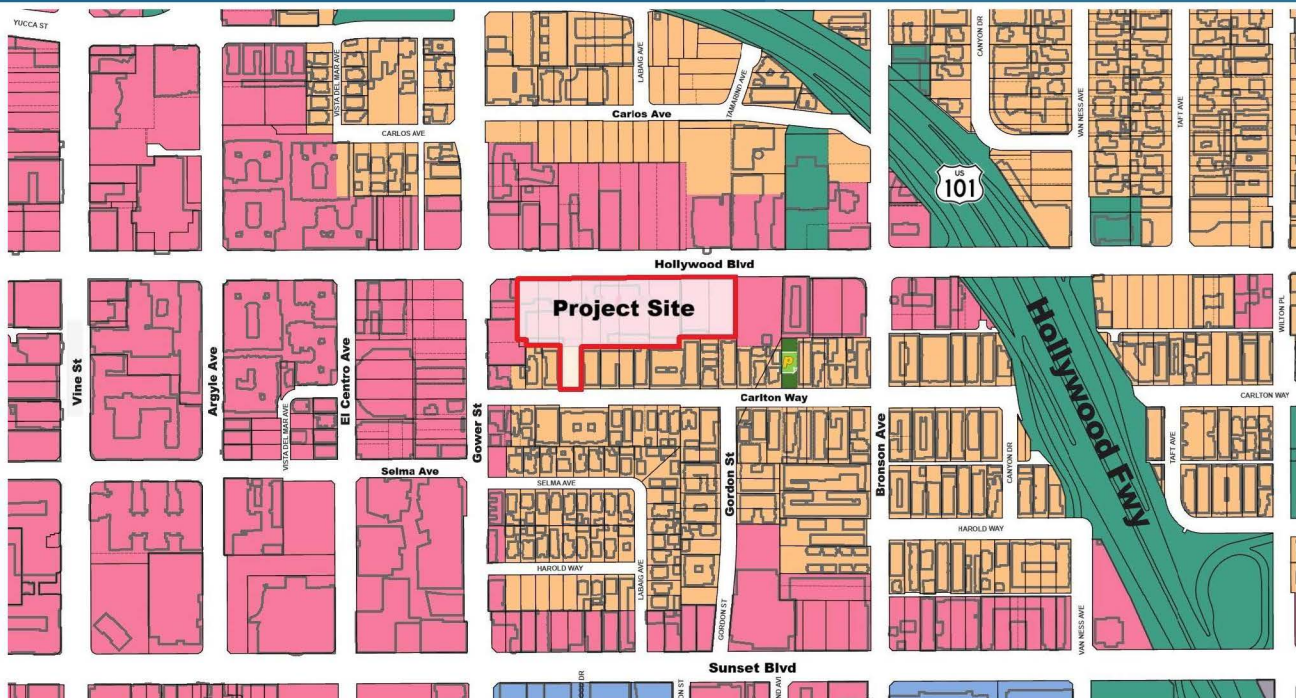 YUCCA ST
VISTA DEL MAR AVE
LABAIG AVE
TAMARIND AVE
CANYON DR
VAN NESS AVE
TAFT AVE
Carlos Ave
CARLOS AVE
US
101
Hollywood Blvd
Project Site
Hollywood Fwy
WILTON PL
Vine St
Argyle Ave
El Centro Ave
P
Carlton Way
CARLTON WAY
VISTA DEL MAR AVE
Gower St
Gordon St
Bronson Ave
CANYON DR
TAFT AVE
Selma Ave
SELMA AVE
HAROLD WAY
HAROLD WAY
LABAIG AVE
GORDON ST
VAN NESS AVE
Sunset Blvd